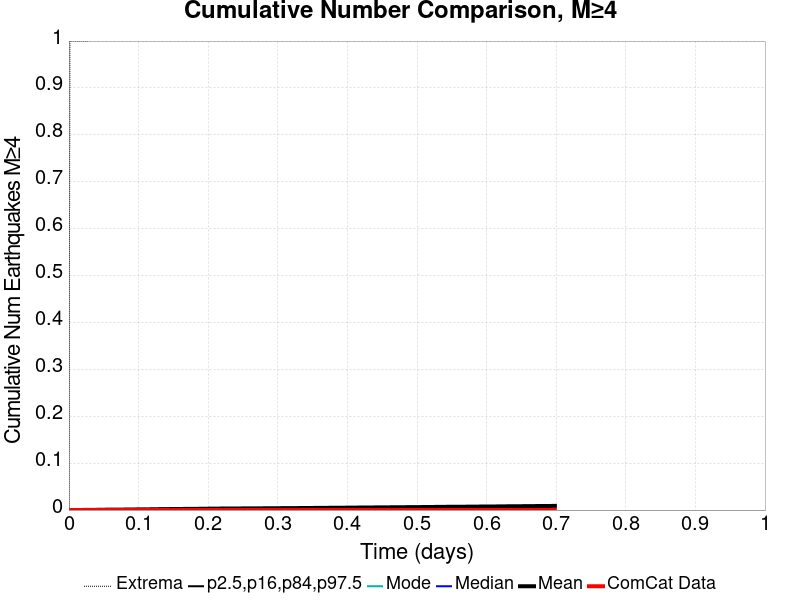 Cumulative Number Comparison, M≥4
Cumulative Num Earthquakes M≥4
1
0.9
0.8
0.7
0.6
0.5
0.4
0.3
0.2
0.1
0
0 0.1 0.2 0.3 0.4 0.5 0.6 0.7 0.8 0.9 1
Time (days)
Extrema p2.5,p16,p84,p97.5 Mode Median Mean ComCat Data